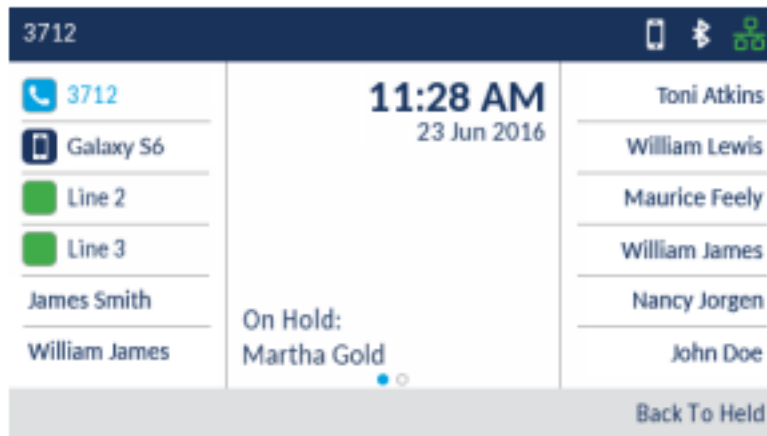 3712
3712
Galaxy S6
Line 2
Line 3
James Smith
William James
11:28 AM
23 Jun 2016
On Hold:
Martha Gold
Toni Atkins
William Lewis
Maurice Feely
William James
Nancy Jorgen
John Doe
Back To Held